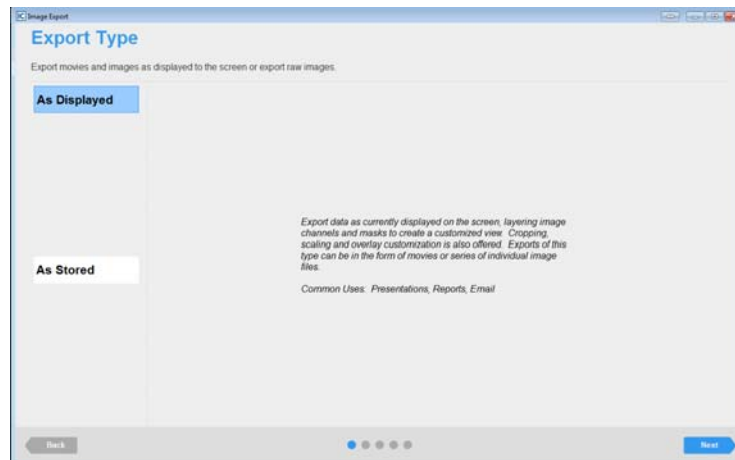 Image Export
Export Type
Export movies and images as displayed to the screen or export raw images.
As Displayed
Export data as currently displayed on the screen, layering image
channels and masks to create a customized view. Cropping,
scaling and overlay customization is also offered. Exports of this
type can be in the form of movies or series of individual image
files.
As Stored
Common Uses: Presentations, Reports, Email
Back
Next